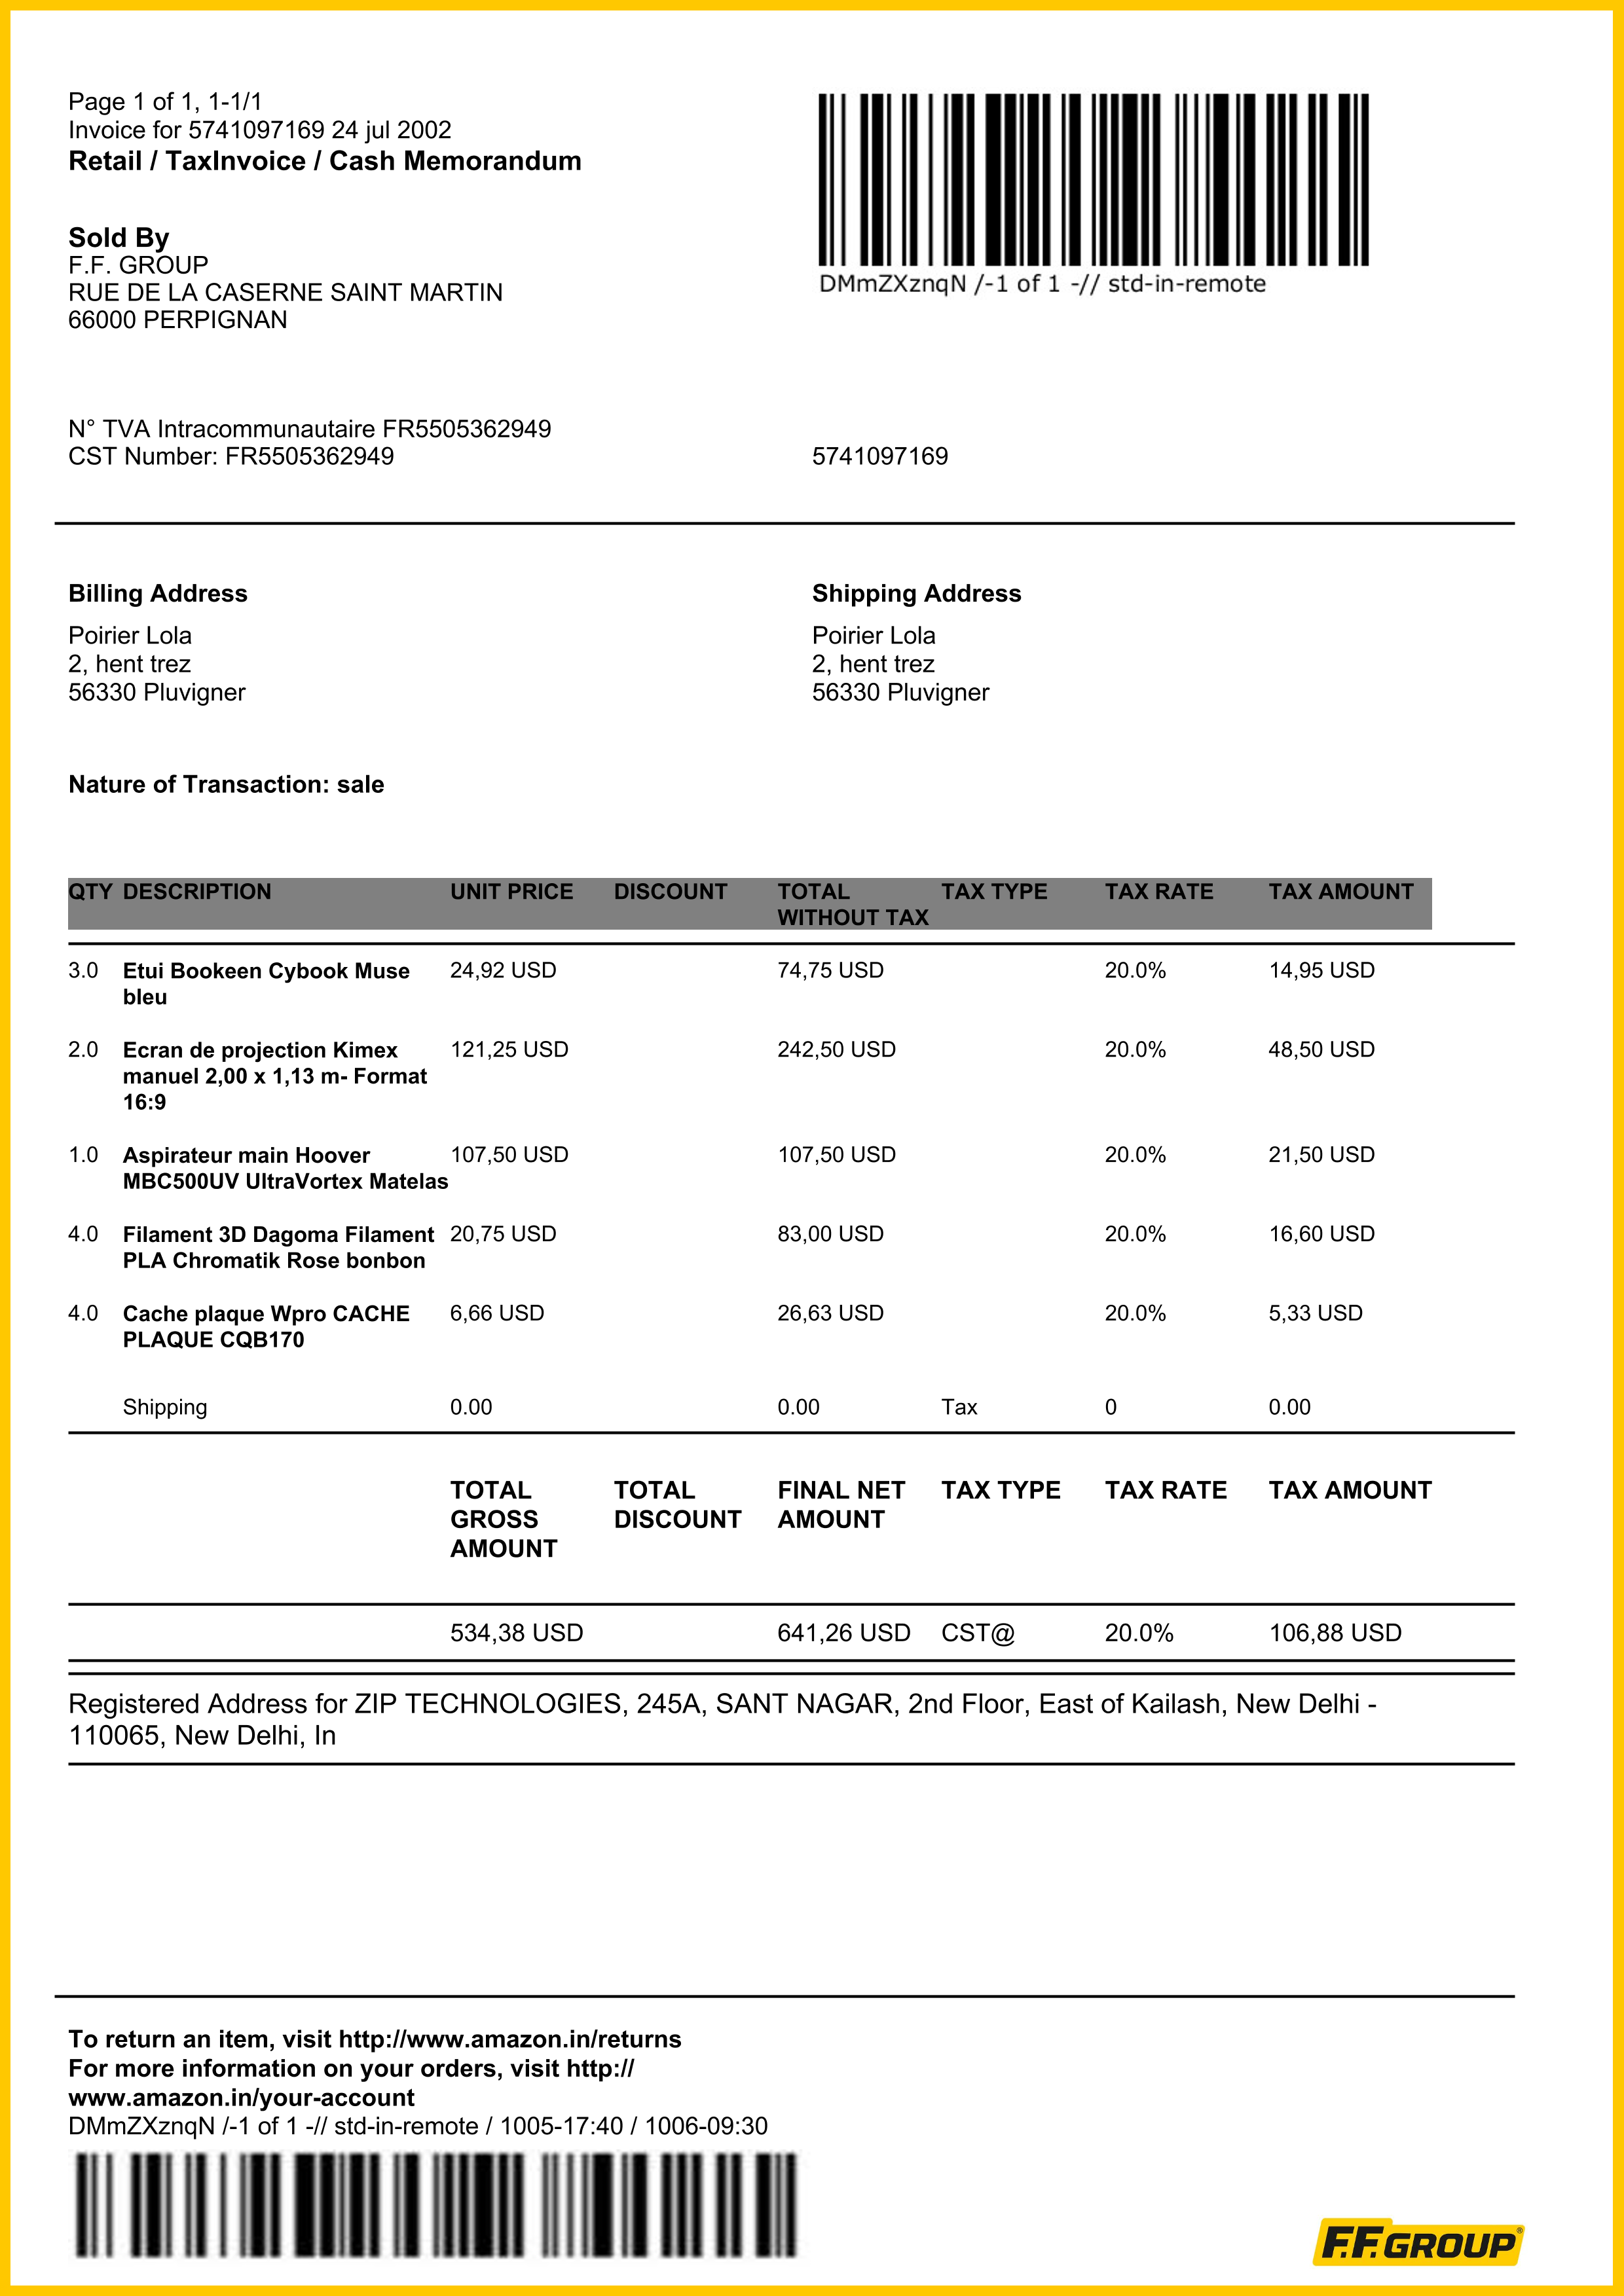 Page 1 of 1, 1-1/1
Invoice for 5741097169 24 jul 2002
Retail / TaxInvoice / Cash Memorandum
DMmZXznqN /-1 of 1 -// std-in-remote
Sold By
F.F. GROUP
RUE DE LA CASERNE SAINT MARTIN
66000 PERPIGNAN
N° TVA Intracommunautaire FR5505362949
CST Number: FR5505362949 5741097169
Billing Address
Poirier Lola
2, hent trez
56330 Pluvigner
Shipping Address
Poirier Lola
2, hent trez
56330 Pluvigner
Nature of Transaction: sale
QTY DESCRIPTION UNIT PRICE DISCOUNT TOTAL TAX TYPE TAX RATE TAX AMOUNT
WITHOUT TAX
3.0 Etui Bookeen Cybook Muse 24,92 USD 74,75 USD 20.0% 14,95 USD
bleu
2.0 Ecran de projection Kimex 121,25 USD 242,50 USD 20.0% 48,50 USD
manuel 2,00 x 1,13 m- Format
16:9
1.0 Aspirateur main Hoover 107,50 USD 107,50 USD 20.0% 21,50 USD
MBC500UV UltraVortex Matelas
4.0 Filament 3D Dagoma Filament 20,75 USD 83,00 USD 20.0% 16,60 USD
PLA Chromatik Rose bonbon
4.0 Cache plaque Wpro CACHE 6,66 USD 26,63 USD 20.0% 5,33 USD
PLAQUE CQB170
Shipping 0.00 0.00 Tax 0 0.00
TOTAL TOTAL FINAL NET TAX TYPE TAX RATE TAX AMOUNT
GROSS DISCOUNT AMOUNT
AMOUNT
534,38 USD 641,26 USD CST@ 20.0% 106,88 USD
Registered Address for ZIP TECHNOLOGIES, 245A, SANT NAGAR, 2nd Floor, East of Kailash, New Delhi -
110065, New Delhi, In
To return an item, visit http://www.amazon.in/returns
For more information on your orders, visit http://
www.amazon.in/your-account
DMmZXznqN /-1 of 1 -// std-in-remote / 1005-17:40 / 1006-09:30
F.F. GROUP®